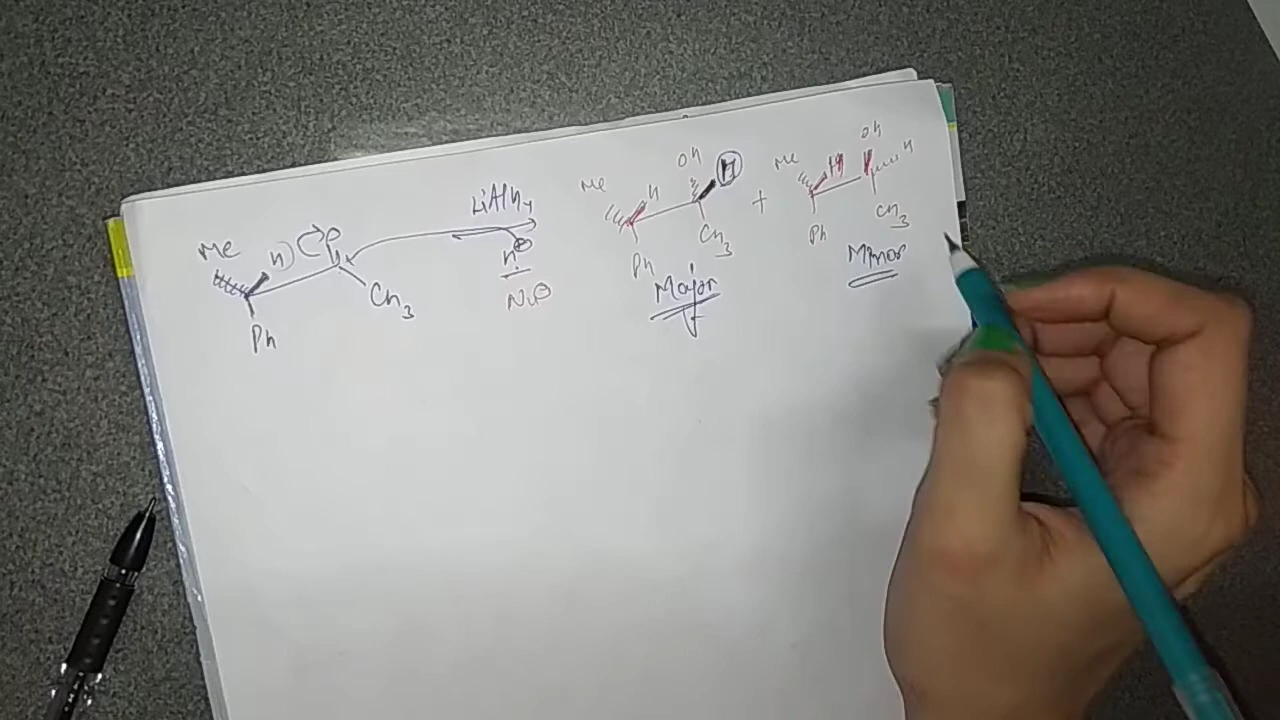 LiAlH4
Me H) O
CH3
Ph
H⊖
Nu⊖
Me H OH H
Ph CH3
Major
+
Me H OH H
Ph CH3
Minor